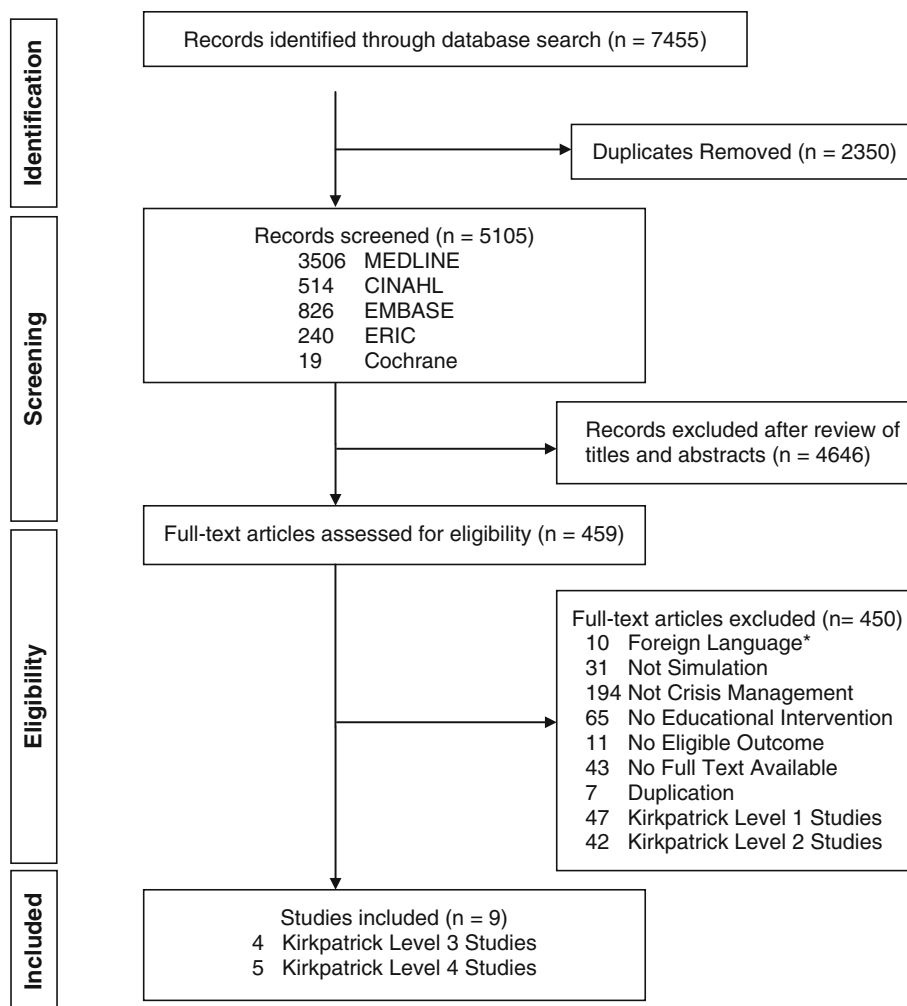 Identification
Records identified through database search (n = 7455)
Duplicates Removed (n = 2350)
Screening
Records screened (n = 5105)
3506 MEDLINE
514 CINAHL
826 EMBASE
240 ERIC
19 Cochrane
Records excluded after review of
titles and abstracts (n = 4646)
Full-text articles assessed for eligibility (n = 459)
Eligibility
Full-text articles excluded (n= 450)
10 Foreign Language*
31 Not Simulation
194 Not Crisis Management
65 No Educational Intervention
11 No Eligible Outcome
43 No Full Text Available
7 Duplication
47 Kirkpatrick Level 1 Studies
42 Kirkpatrick Level 2 Studies
Included
Studies included (n = 9)
4 Kirkpatrick Level 3 Studies
5 Kirkpatrick Level 4 Studies